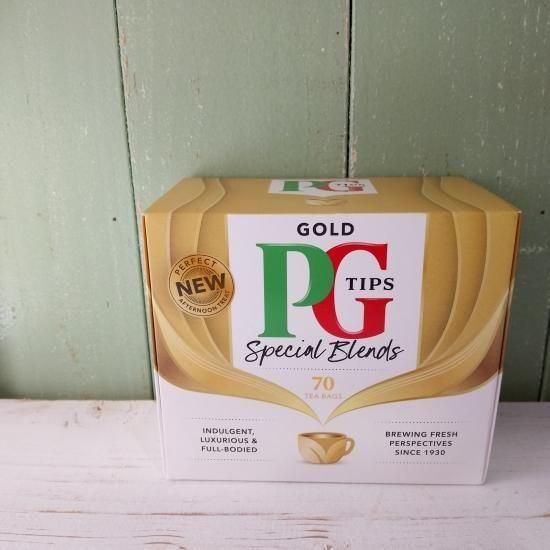 GOLD
PG
TIPS
Special Blends
70
TEA BAGS
PERFECT
NEW
AFTERNOON TREAT
INDULGENT,
LUXURIOUS &
FULL-BODIED
BREWING FRESH
PERSPECTIVES
SINCE 1930